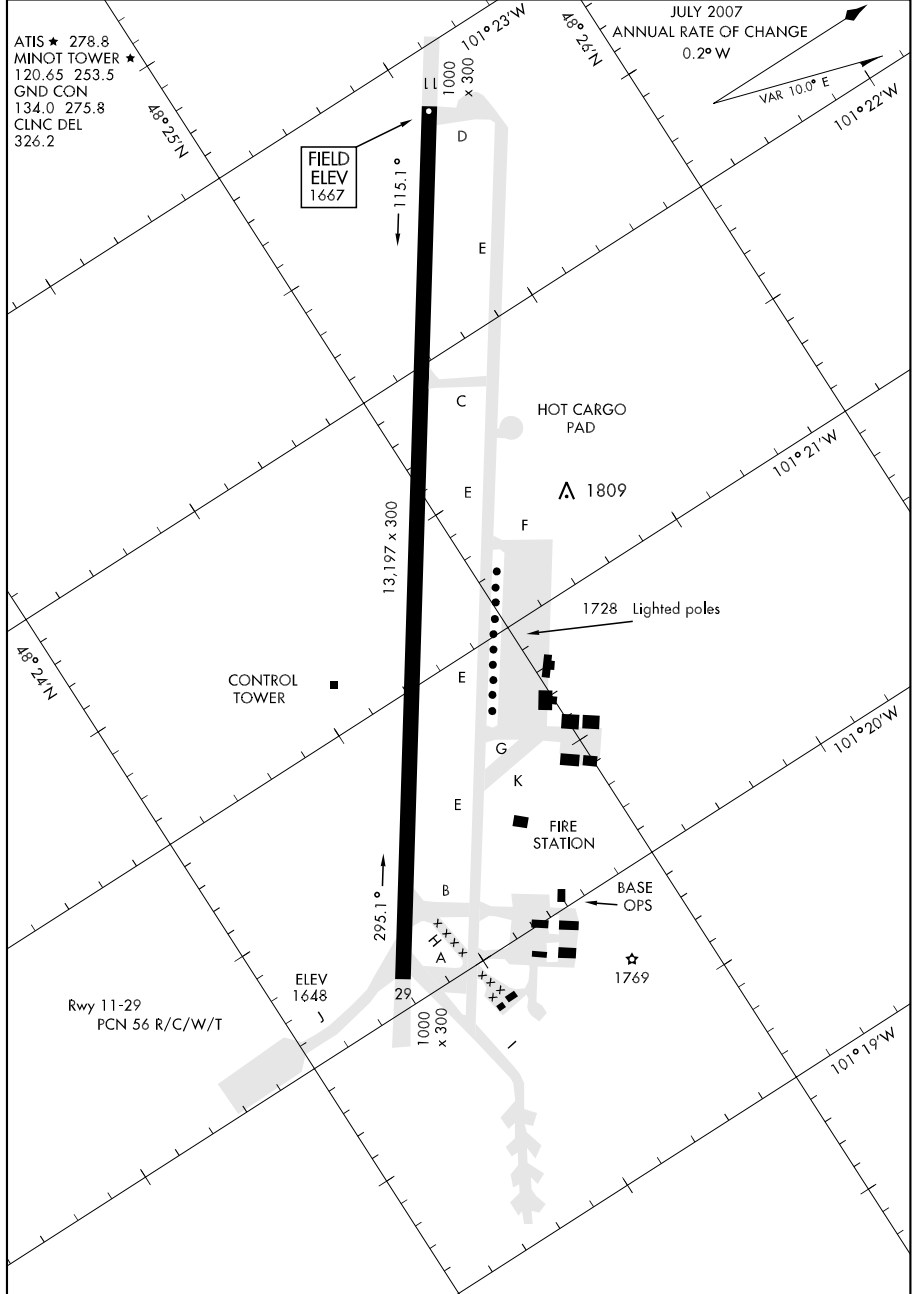 ATIS ★ 278.8
MINOT TOWER ★
120.65 253.5
GND CON
134.0 275.8
CLNC DEL
326.2
JULY 2007
ANNUAL RATE OF CHANGE
0.2° W
VAR 10.0° E
101° 23'W
48° 26'N
101° 22'W
48° 25'N
11
1000
x 300
D
FIELD
ELEV
1667
115.1°
E
C
HOT CARGO
PAD
101° 21'W
E
1809
F
13,197 x 300
1728 Lighted poles
48° 24'N
CONTROL
TOWER
E
101° 20'W
G
K
E
FIRE
STATION
295.1°
B
BASE
OPS
H
A
1769
ELEV
1648
29
J
Rwy 11-29
PCN 56 R/C/W/T
1000
x 300
I
101° 19'W